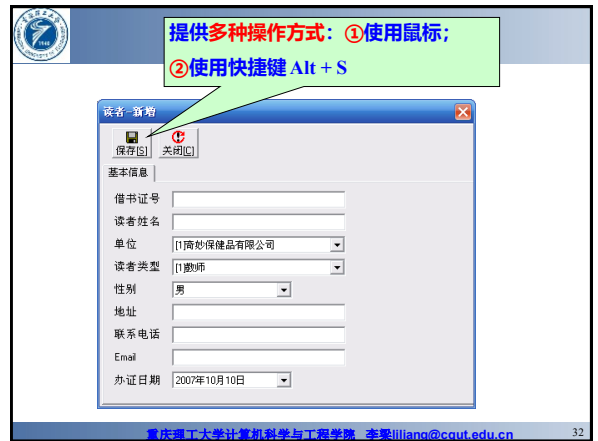 提供多种操作方式：①使用鼠标；
②使用快捷键 Alt + S
读者-新增
保存[S] 关闭[C]
基本信息
借书证号
读者姓名
单位 [1]奇妙保健品有限公司
读者类型 [1]教师
性别 男
地址
联系电话
Email
办证日期 2007年10月10日
重庆理工大学计算机科学与工程学院 李梁liliang@cqut.edu.cn 32